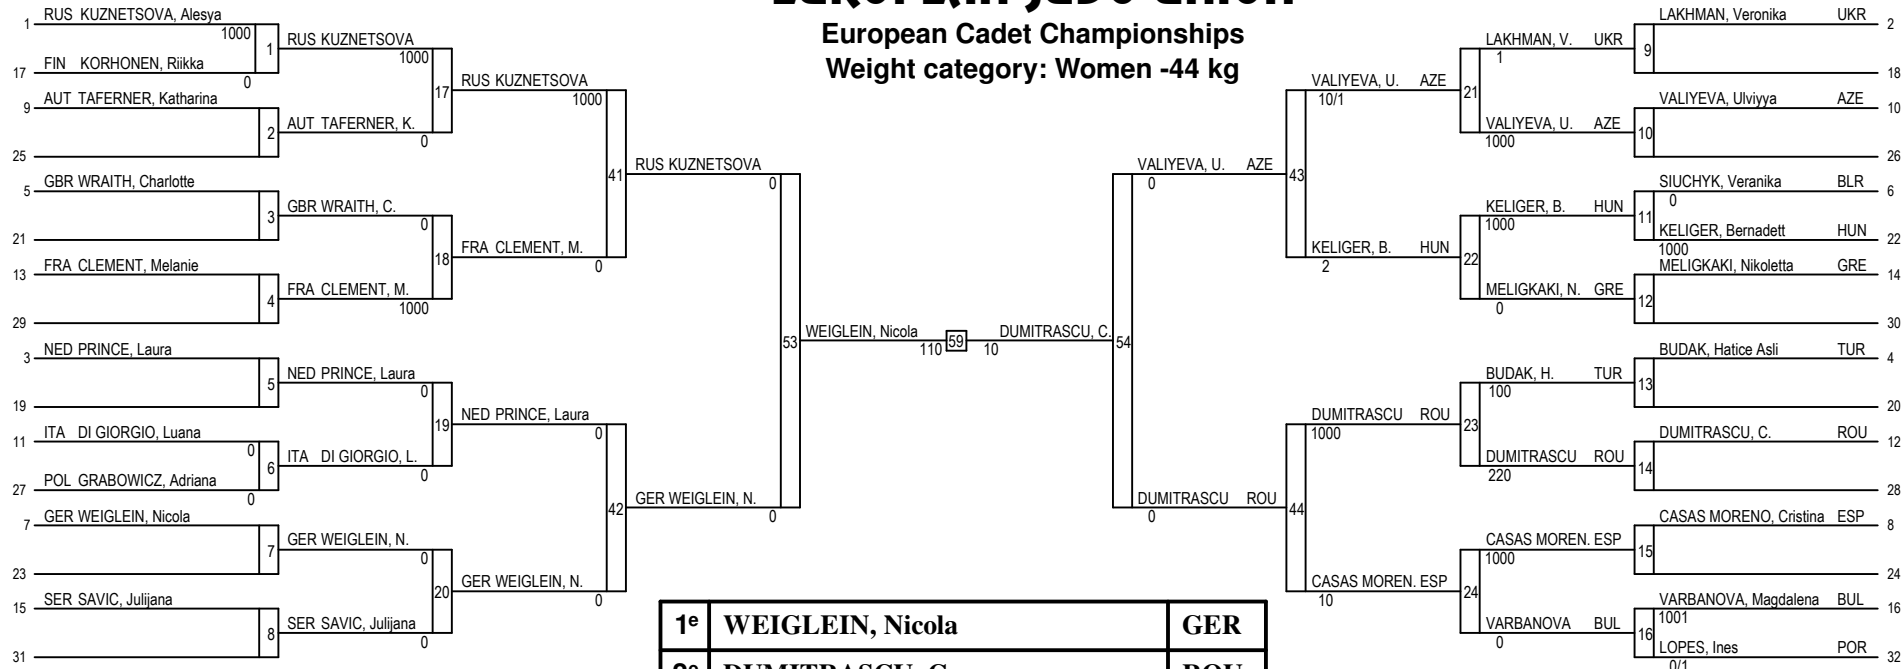 European Cadet Championships
Weight category: Women -44 kg
1 RUS KUZNETSOVA, Alesya
1000
1
17 FIN KORHONEN, Riikka
0
9 AUT TAFERNER, Katharina
2
25
5 GBR WRAITH, Charlotte
3
21
13 FRA CLEMENT, Melanie
4
29
3 NED PRINCE, Laura
5
19
11 ITA DI GIORGIO, Luana
0
6
27 POL GRABOWICZ, Adriana
0
7 GER WEIGLEIN, Nicola
7
23
15 SER SAVIC, Julijana
8
31
RUS KUZNETSOVA
1000
17
AUT TAFERNER, K.
0
GBR WRAITH, C.
0
18
FRA CLEMENT, M.
1000
NED PRINCE, Laura
0
19
ITA DI GIORGIO, L.
0
GER WEIGLEIN, N.
0
20
SER SAVIC, Julijana
0
RUS KUZNETSOVA
1000
41
FRA CLEMENT, M.
0
NED PRINCE, Laura
0
42
GER WEIGLEIN, N.
0
RUS KUZNETSOVA
0
53
GER WEIGLEIN, N.
0
WEIGLEIN, Nicola
110 59 10
DUMITRASCU, C.
VALIYEVA, U. AZE
0
54
DUMITRASCU ROU
0
VALIYEVA, U. AZE
10/1
43
KELIGER, B. HUN
2
DUMITRASCU ROU
1000
44
CASAS MOREN. ESP
10
LAKHMAN, V. UKR
1
21
VALIYEVA, U. AZE
1000
KELIGER, B. HUN
1000
22
MELIGKAKI, N. GRE
0
BUDAK, H. TUR
100
23
DUMITRASCU ROU
220
CASAS MOREN. ESP
1000
24
VARBANOVA BUL
0
LAKHMAN, Veronika UKR 2
9
18
VALIYEVA, Ulviyya AZE 10
10
26
SIUCHYK, Veranika BLR 6
0
11
KELIGER, Bernadett HUN 22
1000
MELIGKAKI, Nikoletta GRE 14
12
30
BUDAK, Hatice Asli TUR 4
13
20
DUMITRASCU, C. ROU 12
14
28
CASAS MORENO, Cristina ESP 8
15
24
VARBANOVA, Magdalena BUL 16
1001
16
LOPES, Ines POR 32
0/1
1e WEIGLEIN, Nicola GER